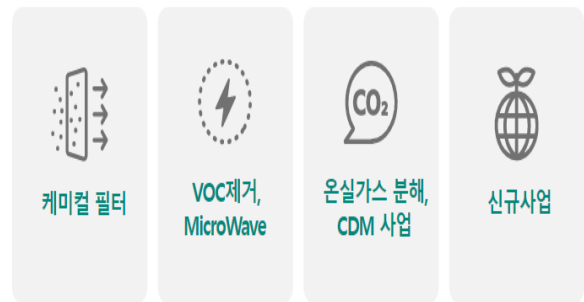 케미컬 필터
VOC제거,
MicroWave
CO₂
온실가스 분해,
CDM 사업
신규사업